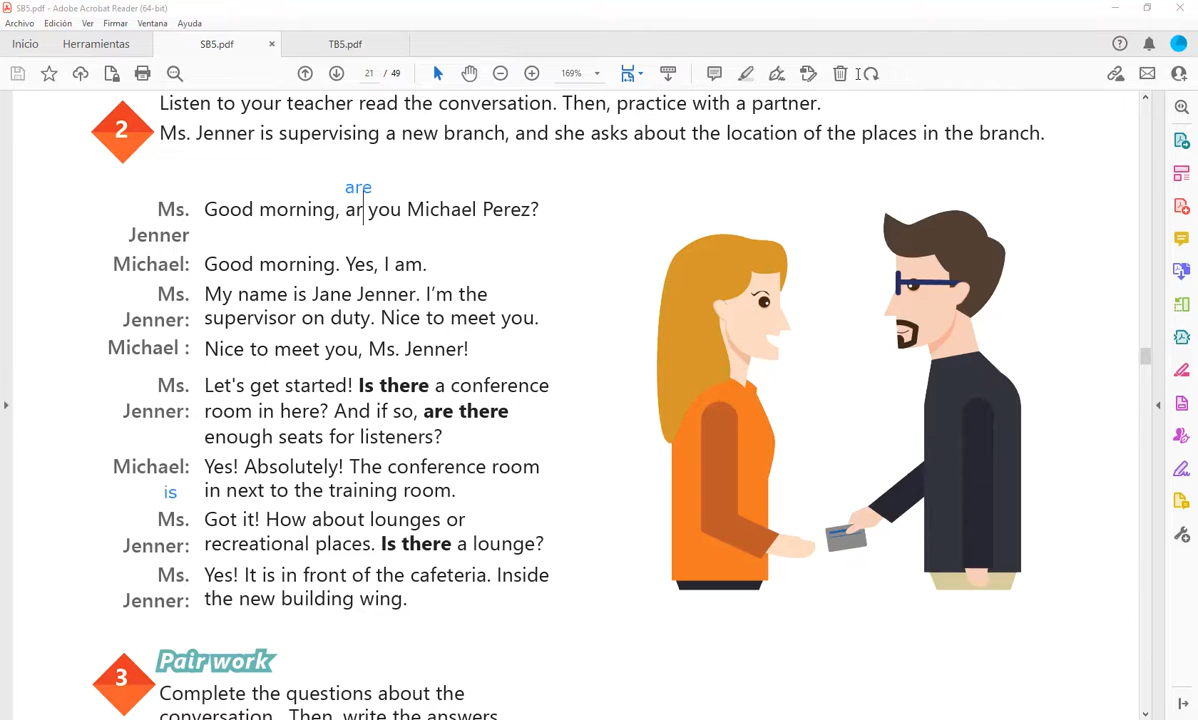 SB5.pdf - Adobe Acrobat Reader (64-bit)
Archivo Edición Ver Firmar Ventana Ayuda
Inicio Herramientas SB5.pdf × TB5.pdf
21 / 49 169%
Listen to your teacher read the conversation. Then, practice with a partner.
2
Ms. Jenner is supervising a new branch, and she asks about the location of the places in the branch.
are
Ms. Good morning, ar you Michael Perez?
Jenner
Michael: Good morning. Yes, I am.
Ms. My name is Jane Jenner. I'm the
Jenner: supervisor on duty. Nice to meet you.
Michael : Nice to meet you, Ms. Jenner!
Ms. Let's get started! Is there a conference
Jenner: room in here? And if so, are there
enough seats for listeners?
Michael: Yes! Absolutely! The conference room
is in next to the training room.
Ms. Got it! How about lounges or
Jenner: recreational places. Is there a lounge?
Ms. Yes! It is in front of the cafeteria. Inside
Jenner: the new building wing.
3 Pair work
Complete the questions about the
conversation. Then, write the answers